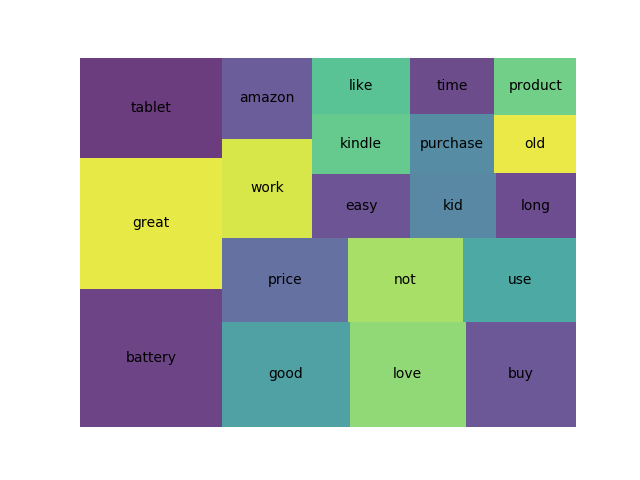 tablet
amazon
like
time
product
great
work
kindle
purchase
old
easy
kid
long
battery
price
not
use
good
love
buy